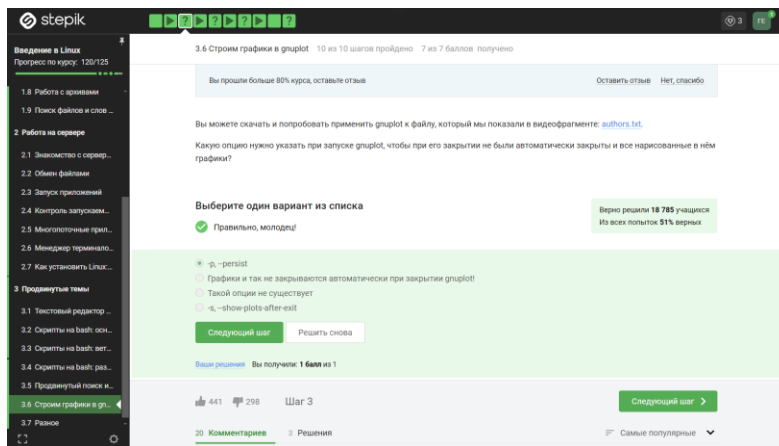 stepik
3
ГЕ
Введение в Linux
Прогресс по курсу: 120/125
1.8 Работа с архивами
1.9 Поиск файлов и слов ...
2 Работа на сервере
2.1 Знакомство с сервер...
2.2 Обмен файлами
2.3 Запуск приложений
2.4 Контроль запускаем...
2.5 Многопоточные прил...
2.6 Менеджер терминало...
2.7 Как установить Linux:...
3 Продвинутые темы
3.1 Текстовый редактор ...
3.2 Скрипты на bash: осн...
3.3 Скрипты на bash: вет...
3.4 Скрипты на bash: раз...
3.5 Продвинутый поиск и...
3.6 Строим графики в gn...
3.7 Разное
3.6 Строим графики в gnuplot 10 из 10 шагов пройдено 7 из 7 баллов получено
Вы прошли больше 80% курса, оставьте отзыв
Оставить отзыв Нет, спасибо
Вы можете скачать и попробовать применить gnuplot к файлу, который мы показали в видеофрагменте: authors.txt.
Какую опцию нужно указать при запуске gnuplot, чтобы при его закрытии не были автоматически закрыты и все нарисованные в нём
графики?
Выберите один вариант из списка
Правильно, молодец!
Верно решили 18 785 учащихся
Из всех попыток 51% верных
-p, --persist
Графики и так не закрываются автоматически при закрытии gnuplot!
Такой опции не существует
-s, --show-plots-after-exit
Следующий шаг Решить снова
Ваши решения Вы получили: 1 балл из 1
441 298 Шаг 3
Следующий шаг
20 Комментариев 3 Решения
Самые популярные